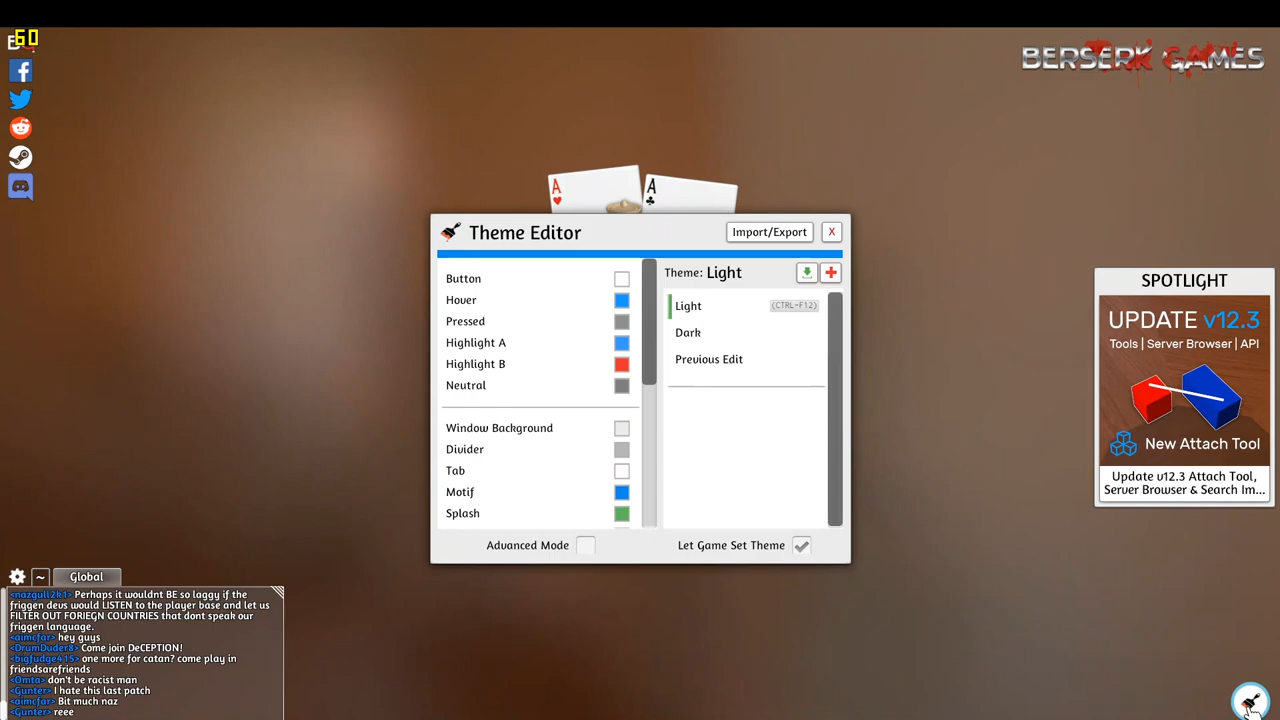 60
BERSERK GAMES
A
A
Theme Editor
Import/Export
X
Button
Hover
Pressed
Highlight A
Highlight B
Neutral
Window Background
Divider
Tab
Motif
Splash
Advanced Mode
Theme: Light
Light
(CTRL-F12)
Dark
Previous Edit
Let Game Set Theme
SPOTLIGHT
UPDATE v12.3
Tools | Server Browser | API
New Attach Tool
Update v12.3 Attach Tool,
Server Browser & Search Im...
~
Global
<nazgull2k1> Perhaps it wouldnt BE so laggy if the
friggen devs would LISTEN to the player base and let us
FILTER OUT FORIEGN COUNTRIES that dont speak our
friggen language.
<aimcfar> hey guys
<DrumDuder8> Come join DeCEPTION!
<bigfudge415> one more for catan? come play in
friendsarefriends
<Omta> don't be racist man
<Gunter> I hate this last patch
<aimcfar> Bit much naz
<Gunter> reee